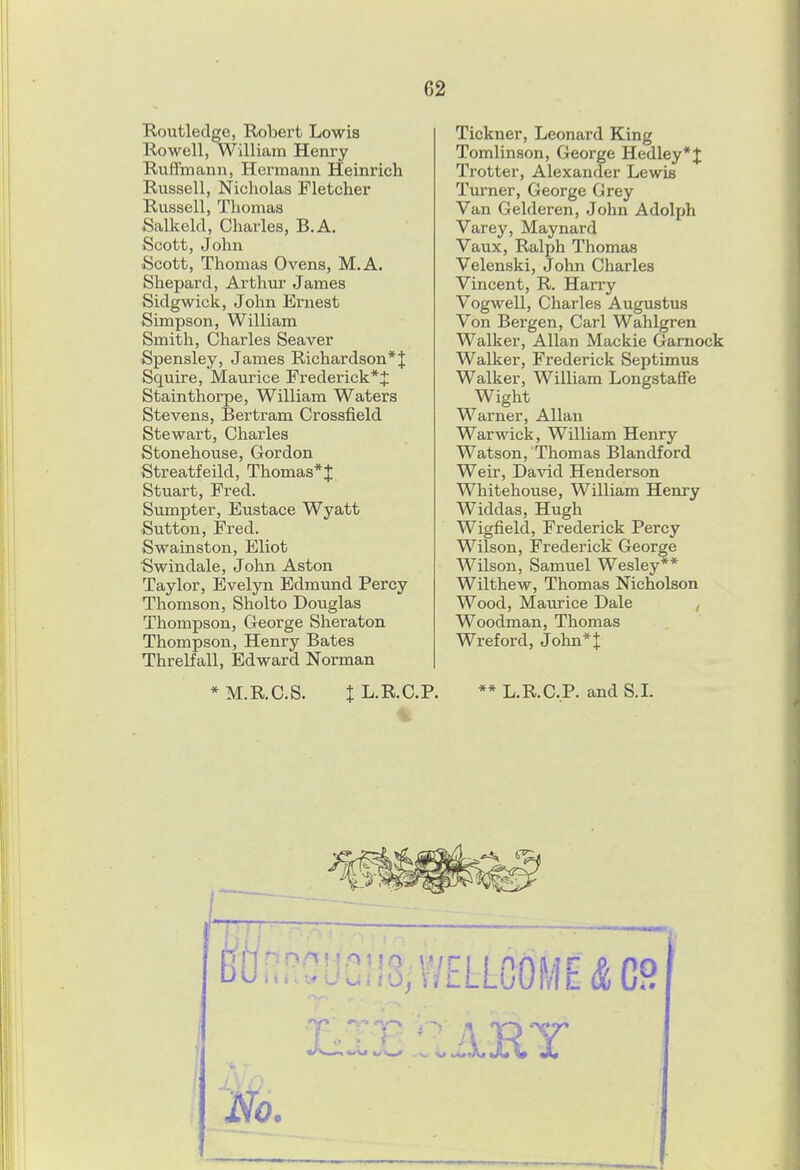 62
Routledge, Robert Lowis
Rowell, William Henry
Ruffmann, Hermann Heinrich
Russell, Nicholas Fletcher
Russell, Thomas
Salkeld, Charles, B.A.
Scott, John
Scott, Thomas Ovens, M.A.
Shepard, Arthur James
Sidgwick, John Ernest
Simpson, William
Smith, Charles Seaver
Spensley, James Richardson*‡
Squire, Maurice Frederick*‡
Stainthorpe, William Waters
Stevens, Bertram Crossfield
Stewart, Charles
Stonehouse, Gordon
Streatfeild, Thomas*‡
Stuart, Fred.
Sumpter, Eustace Wyatt
Sutton, Fred.
Swainston, Eliot
Swindale, John Aston
Taylor, Evelyn Edmund Percy
Thomson, Sholto Douglas
Thompson, George Sheraton
Thompson, Henry Bates
Threlfall, Edward Norman
Tickner, Leonard King
Tomlinson, George Hedley*‡
Trotter, Alexander Lewis
Turner, George Grey
Van Gelderen, John Adolph
Varey, Maynard
Vaux, Ralph Thomas
Velenski, John Charles
Vincent, R. Harry
Vogwell, Charles Augustus
Von Bergen, Carl Wahlgren
Walker, Allan Mackie Garnock
Walker, Frederick Septimus
Walker, William Longstaffe
Wight
Warner, Allan
Warwick, William Henry
Watson, Thomas Blandford
Weir, David Henderson
Whitehouse, William Henry
Widdas, Hugh
Wigfield, Frederick Percy
Wilson, Frederick George
Wilson, Samuel Wesley**
Wilthew, Thomas Nicholson
Wood, Maurice Dale
Woodman, Thomas
Wreford, John*‡
* M.R.C.S. ‡ L.R.C.P. ** L.R.C.P. and S.I.
BURROUGHS, WELLCOME & Co.
LIBRARY
No.